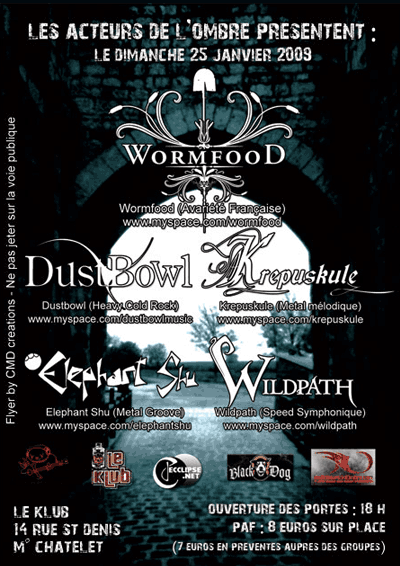 LES ACTEURS DE L'OMBRE PRESENTENT :
LE DIMANCHE 25 JANVIER 2009
WORMFOOD
Wormfood (Avariété Française)
www.myspace.com/wormfood
DUSTBOWL
Krepuskule
Dustbowl (Heavy Cold Rock)
www.myspace.com/dustbowlmusic
Krepuskule (Metal mélodique)
www.myspace.com/krepuskule
Elephant Shu
WILDPATH
Elephant Shu (Metal Groove)
www.myspace.com/elephantshu
Wildpath (Speed Symphonique)
www.myspace.com/wildpath
LE KLUB
ECCLIPSE
.NET
Black Dog
LE KLUB
14 RUE ST DENIS
M° CHATELET
OUVERTURE DES PORTES : 18 H
PAF : 8 EUROS SUR PLACE
(7 EUROS EN PREVENTES AUPRES DES GROUPES)
Flyer by CMD creations - Ne pas jeter sur la voie publique